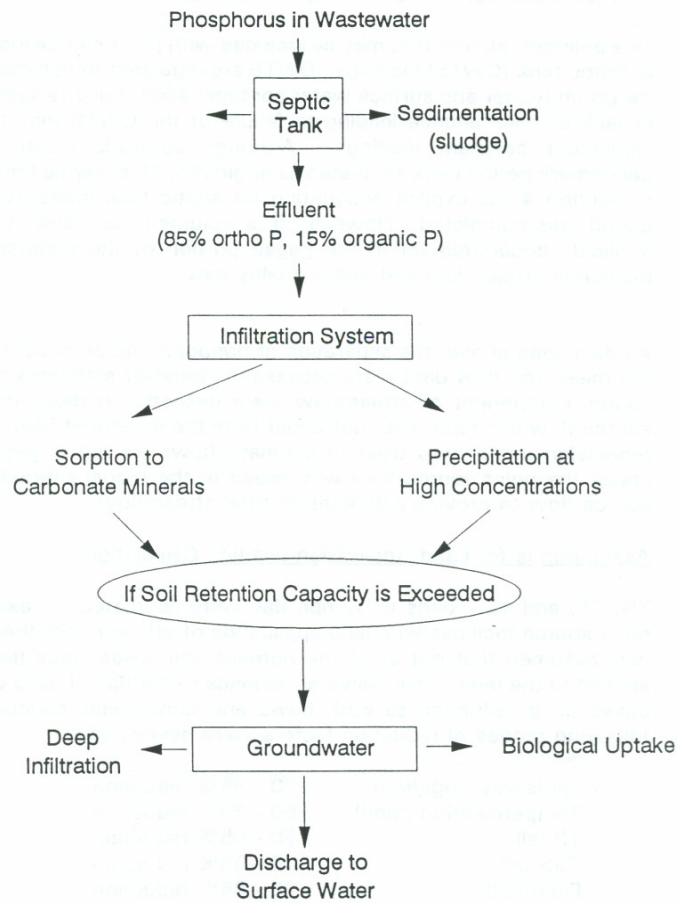 Phosphorus in Wastewater
Septic
Tank
Sedimentation
(sludge)
Effluent
(85% ortho P, 15% organic P)
Infiltration System
Sorption to
Carbonate Minerals
Precipitation at
High Concentrations
If Soil Retention Capacity is Exceeded
Deep
Infiltration
Groundwater
Biological Uptake
Discharge to
Surface Water